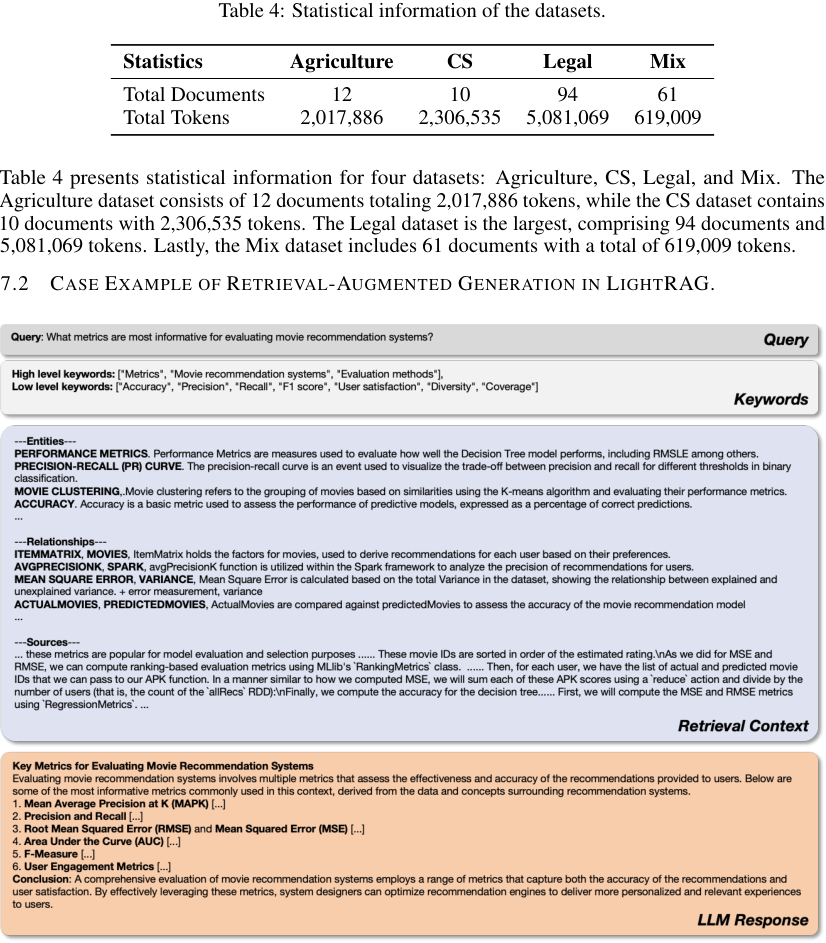 Table 4: Statistical information of the datasets.
Statistics Agriculture CS Legal Mix
Total Documents 12 10 94 61
Total Tokens 2,017,886 2,306,535 5,081,069 619,009
Table 4 presents statistical information for four datasets: Agriculture, CS, Legal, and Mix. The
Agriculture dataset consists of 12 documents totaling 2,017,886 tokens, while the CS dataset contains
10 documents with 2,306,535 tokens. The Legal dataset is the largest, comprising 94 documents and
5,081,069 tokens. Lastly, the Mix dataset includes 61 documents with a total of 619,009 tokens.
7.2 CASE EXAMPLE OF RETRIEVAL-AUGMENTED GENERATION IN LIGHTRAG.
Query: What metrics are most informative for evaluating movie recommendation systems?
Query
High level keywords: ["Metrics", "Movie recommendation systems", "Evaluation methods"],
Low level keywords: ["Accuracy", "Precision", "Recall", "F1 score", "User satisfaction", "Diversity", "Coverage"]
Keywords
---Entities---
PERFORMANCE METRICS. Performance Metrics are measures used to evaluate how well the Decision Tree model performs, including RMSLE among others.
PRECISION-RECALL (PR) CURVE. The precision-recall curve is an event used to visualize the trade-off between precision and recall for different thresholds in binary
classification.
MOVIE CLUSTERING,.Movie clustering refers to the grouping of movies based on similarities using the K-means algorithm and evaluating their performance metrics.
ACCURACY. Accuracy is a basic metric used to assess the performance of predictive models, expressed as a percentage of correct predictions.
...
---Relationships---
ITEMMATRIX, MOVIES, ItemMatrix holds the factors for movies, used to derive recommendations for each user based on their preferences.
AVGPRECISIONK, SPARK, avgPrecisionK function is utilized within the Spark framework to analyze the precision of recommendations for users.
MEAN SQUARE ERROR, VARIANCE, Mean Square Error is calculated based on the total Variance in the dataset, showing the relationship between explained and
unexplained variance. + error measurement, variance
ACTUALMOVIES, PREDICTEDMOVIES, ActualMovies are compared against predictedMovies to assess the accuracy of the movie recommendation model
...
---Sources---
... these metrics are popular for model evaluation and selection purposes ...... These movie IDs are sorted in order of the estimated rating.\nAs we did for MSE and
RMSE, we can compute ranking-based evaluation metrics using MLlib's `RankingMetrics` class. ...... Then, for each user, we have the list of actual and predicted movie
IDs that we can pass to our APK function. In a manner similar to how we computed MSE, we will sum each of these APK scores using a `reduce` action and divide by the
number of users (that is, the count of the `allRecs` RDD):\nFinally, we compute the accuracy for the decision tree...... First, we will compute the MSE and RMSE metrics
using `RegressionMetrics`. ...
Retrieval Context
Key Metrics for Evaluating Movie Recommendation Systems
Evaluating movie recommendation systems involves multiple metrics that assess the effectiveness and accuracy of the recommendations provided to users. Below are
some of the most informative metrics commonly used in this context, derived from the data and concepts surrounding recommendation systems.
1. Mean Average Precision at K (MAPK) [...]
2. Precision and Recall [...]
3. Root Mean Squared Error (RMSE) and Mean Squared Error (MSE) [...]
4. Area Under the Curve (AUC) [...]
5. F-Measure [...]
6. User Engagement Metrics [...]
Conclusion: A comprehensive evaluation of movie recommendation systems employs a range of metrics that capture both the accuracy of the recommendations and
user satisfaction. By effectively leveraging these metrics, system designers can optimize recommendation engines to deliver more personalized and relevant experiences
to users.
LLM Response